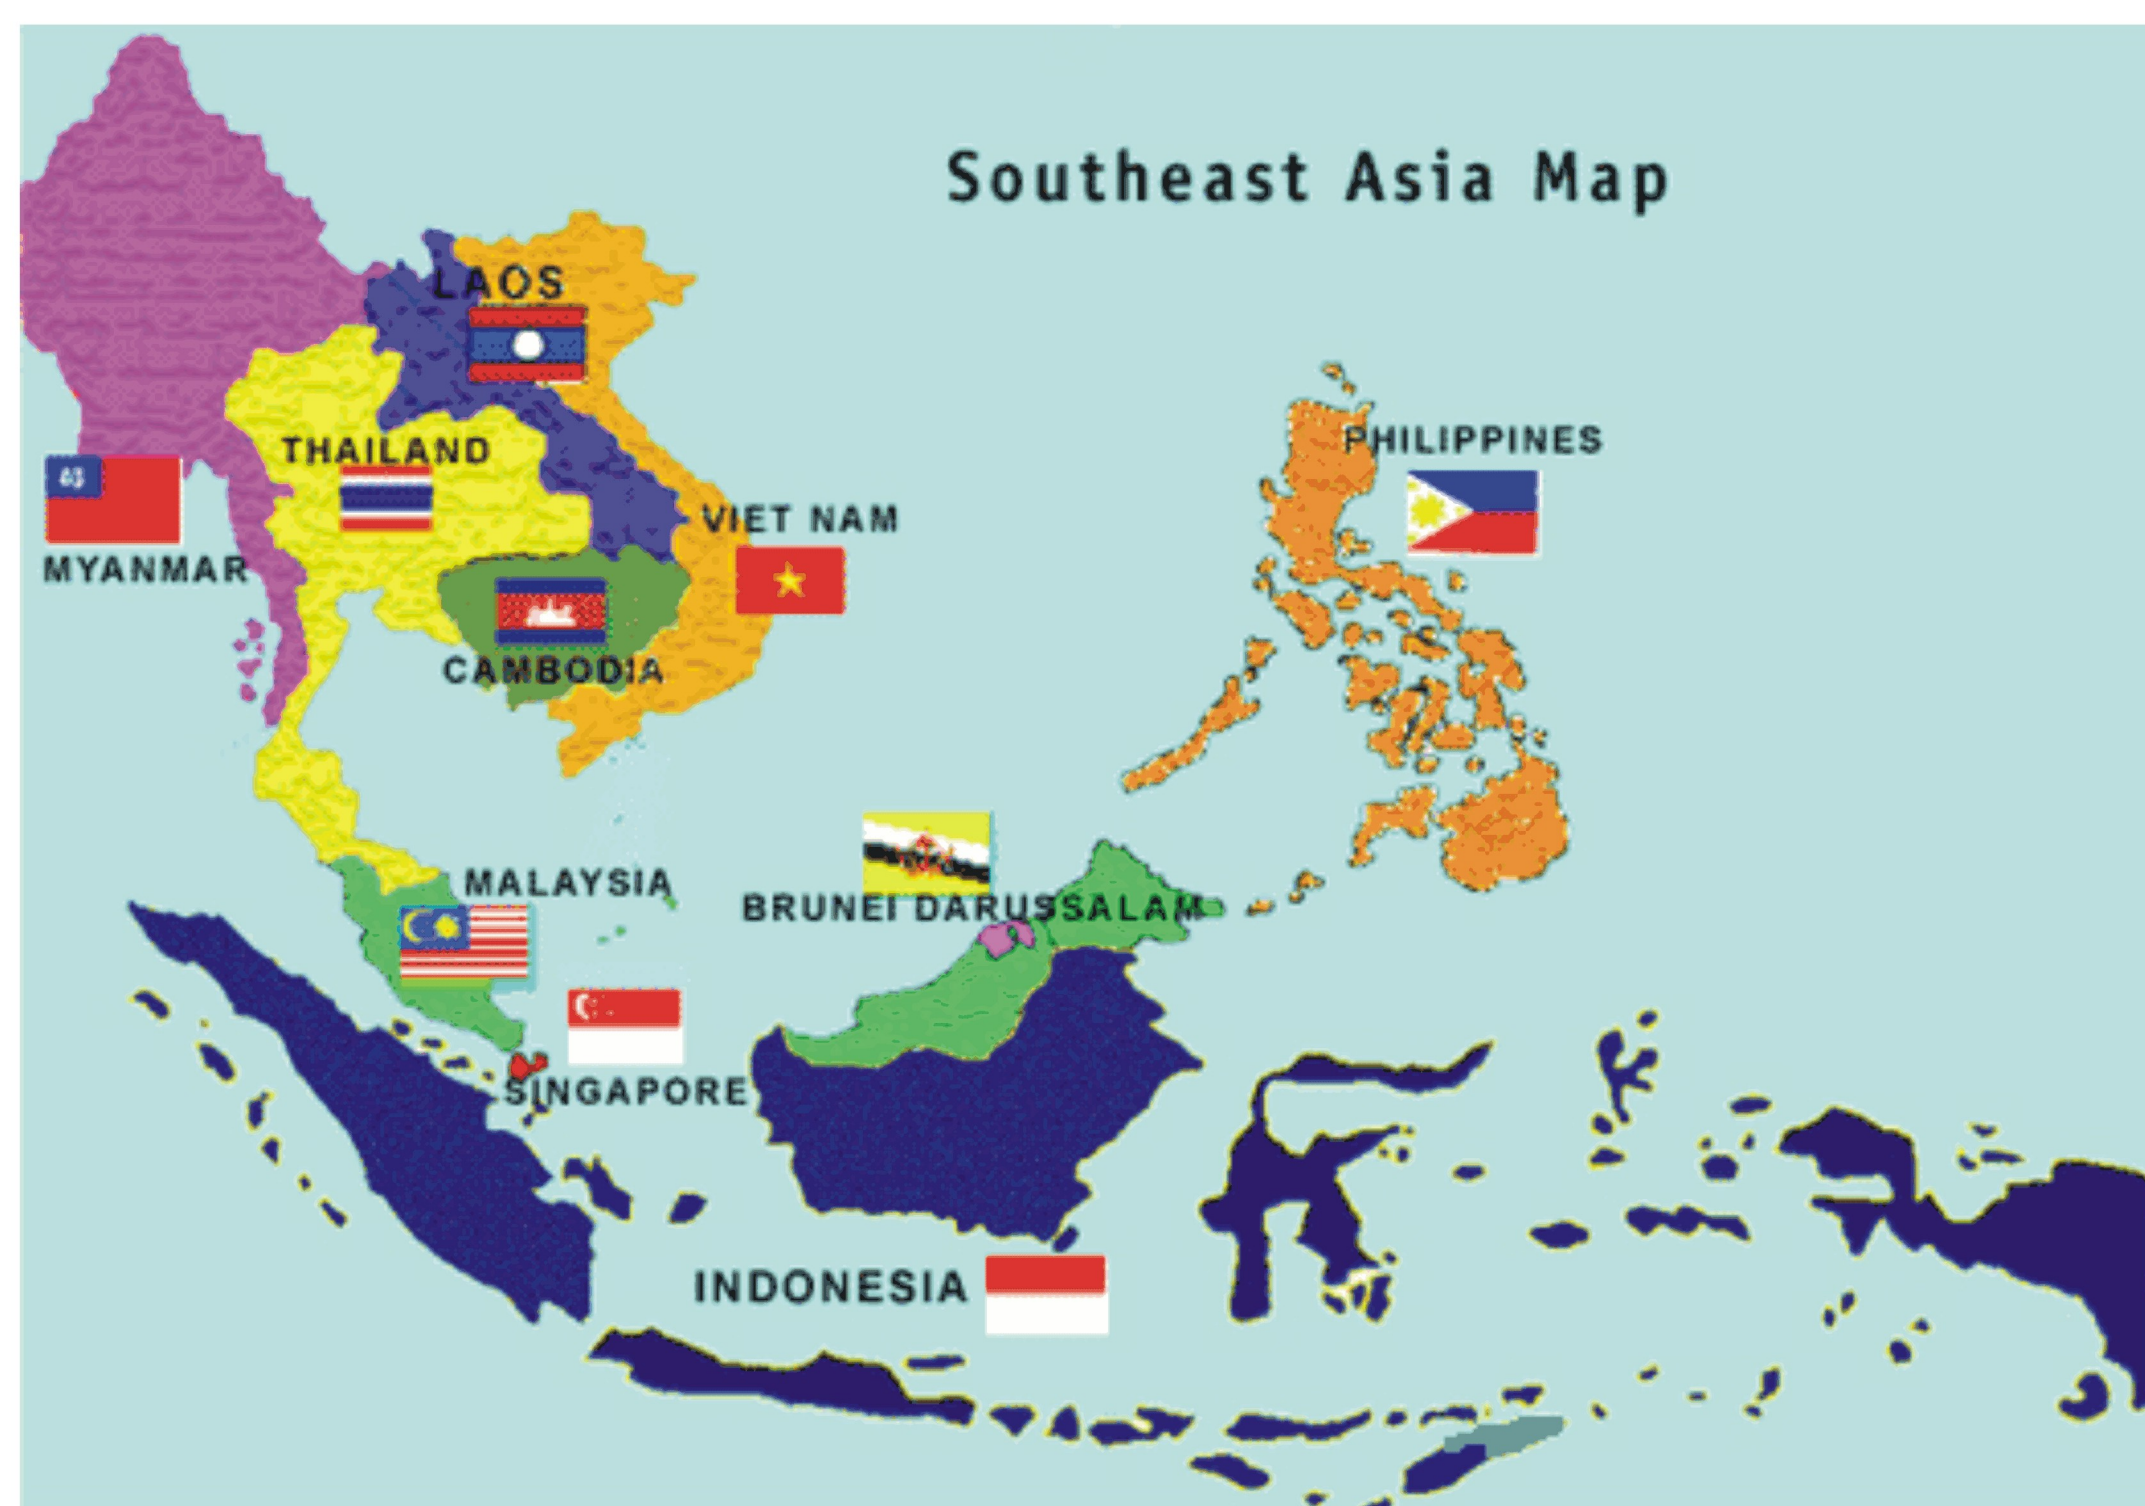 Southeast Asia Map
LAOS
THAILAND
PHILIPPINES
VIET NAM
MYANMAR
CAMBODIA
MALAYSIA
BRUNEI DARUSSALAM
SINGAPORE
INDONESIA